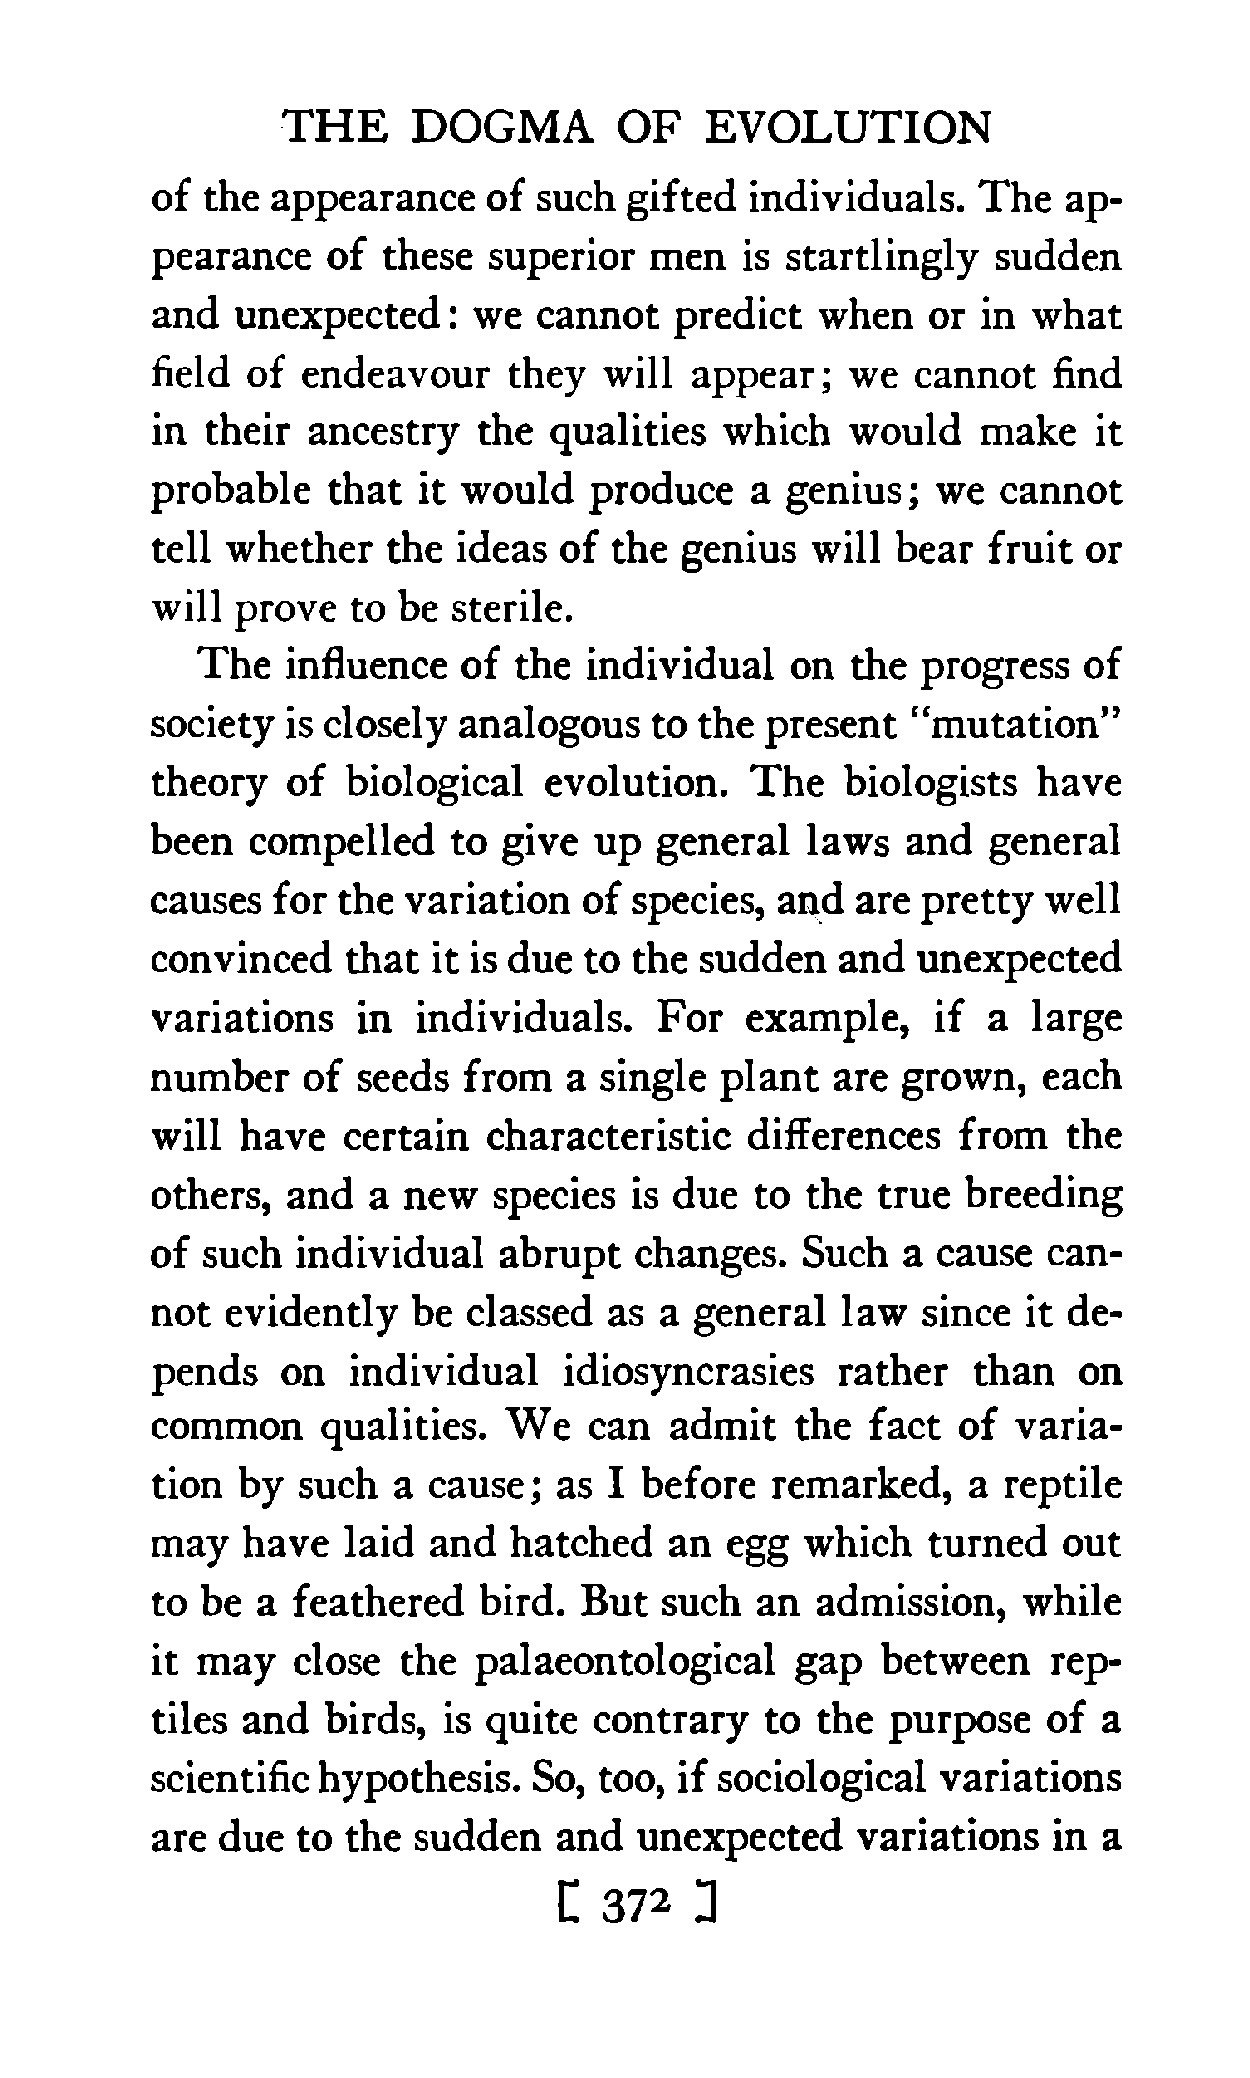 THE DOGMA OF EVOLUTION
of the appearance of such gifted individuals. The ap-
pearance of these superior men is startlingly sudden
and unexpected: we cannot predict when or in what
field of endeavour they will appear; we cannot find
in their ancestry the qualities which would make it
probable that it would produce a genius; we cannot
tell whether the ideas of the genius will bear fruit or
will prove to be sterile.
The influence of the individual on the progress of
society is closely analogous to the present "mutation"
theory of biological evolution. The biologists have
been compelled to give up general laws and general
causes for the variation of species, and are pretty well
convinced that it is due to the sudden and unexpected
variations in individuals. For example, if a large
number of seeds from a single plant are grown, each
will have certain characteristic differences from the
others, and a new species is due to the true breeding
of such individual abrupt changes. Such a cause can-
not evidently be classed as a general law since it de-
pends on individual idiosyncrasies rather than on
common qualities. We can admit the fact of varia-
tion by such a cause; as I before remarked, a reptile
may have laid and hatched an egg which turned out
to be a feathered bird. But such an admission, while
it may close the palaeontological gap between rep-
tiles and birds, is quite contrary to the purpose of a
scientific hypothesis. So, too, if sociological variations
are due to the sudden and unexpected variations in a
[ 372 ]